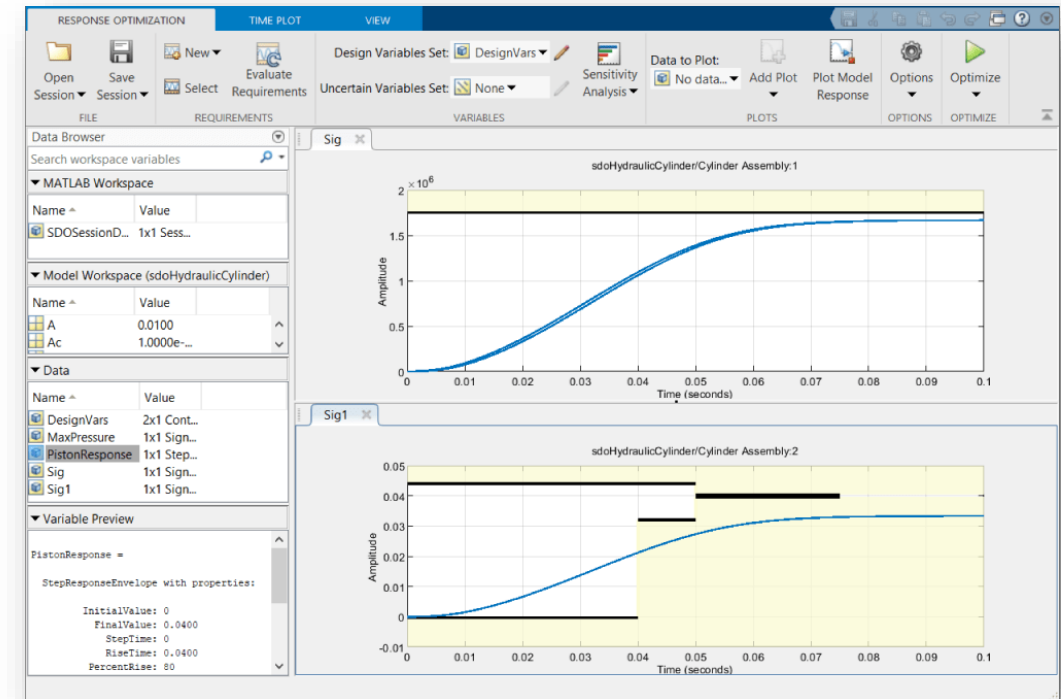 RESPONSE OPTIMIZATION TIME PLOT VIEW
Open Session Save Session
New
Select
Evaluate Requirements
Design Variables Set: DesignVars
Uncertain Variables Set: None
Sensitivity Analysis
Data to Plot:
No data...
Add Plot
Plot Model Response
Options
Optimize
FILE REQUIREMENTS VARIABLES PLOTS OPTIONS OPTIMIZE
Data Browser
Search workspace variables
MATLAB Workspace
Name Value
SDOSessionD... 1x1 Sess...
Model Workspace (sdoHydraulicCylinder)
Name Value
A 0.0100
Ac 1.0000e-...
Data
Name Value
DesignVars 2x1 Cont...
MaxPressure 1x1 Sign...
PistonResponse 1x1 Step...
Sig 1x1 Sign...
Sig1 1x1 Sign...
Variable Preview
PistonResponse =
StepResponseEnvelope with properties:
InitialValue: 0
FinalValue: 0.0400
StepTime: 0
RiseTime: 0.0400
PercentRise: 80
Sig
sdoHydraulicCylinder/Cylinder Assembly:1
×10^6
2
1.5
1
0.5
0
Amplitude
0 0.01 0.02 0.03 0.04 0.05 0.06 0.07 0.08 0.09 0.1
Time (seconds)
Sig1
sdoHydraulicCylinder/Cylinder Assembly:2
0.05
0.04
0.03
0.02
0.01
0
-0.01
Amplitude
0 0.01 0.02 0.03 0.04 0.05 0.06 0.07 0.08 0.09 0.1
Time (seconds)